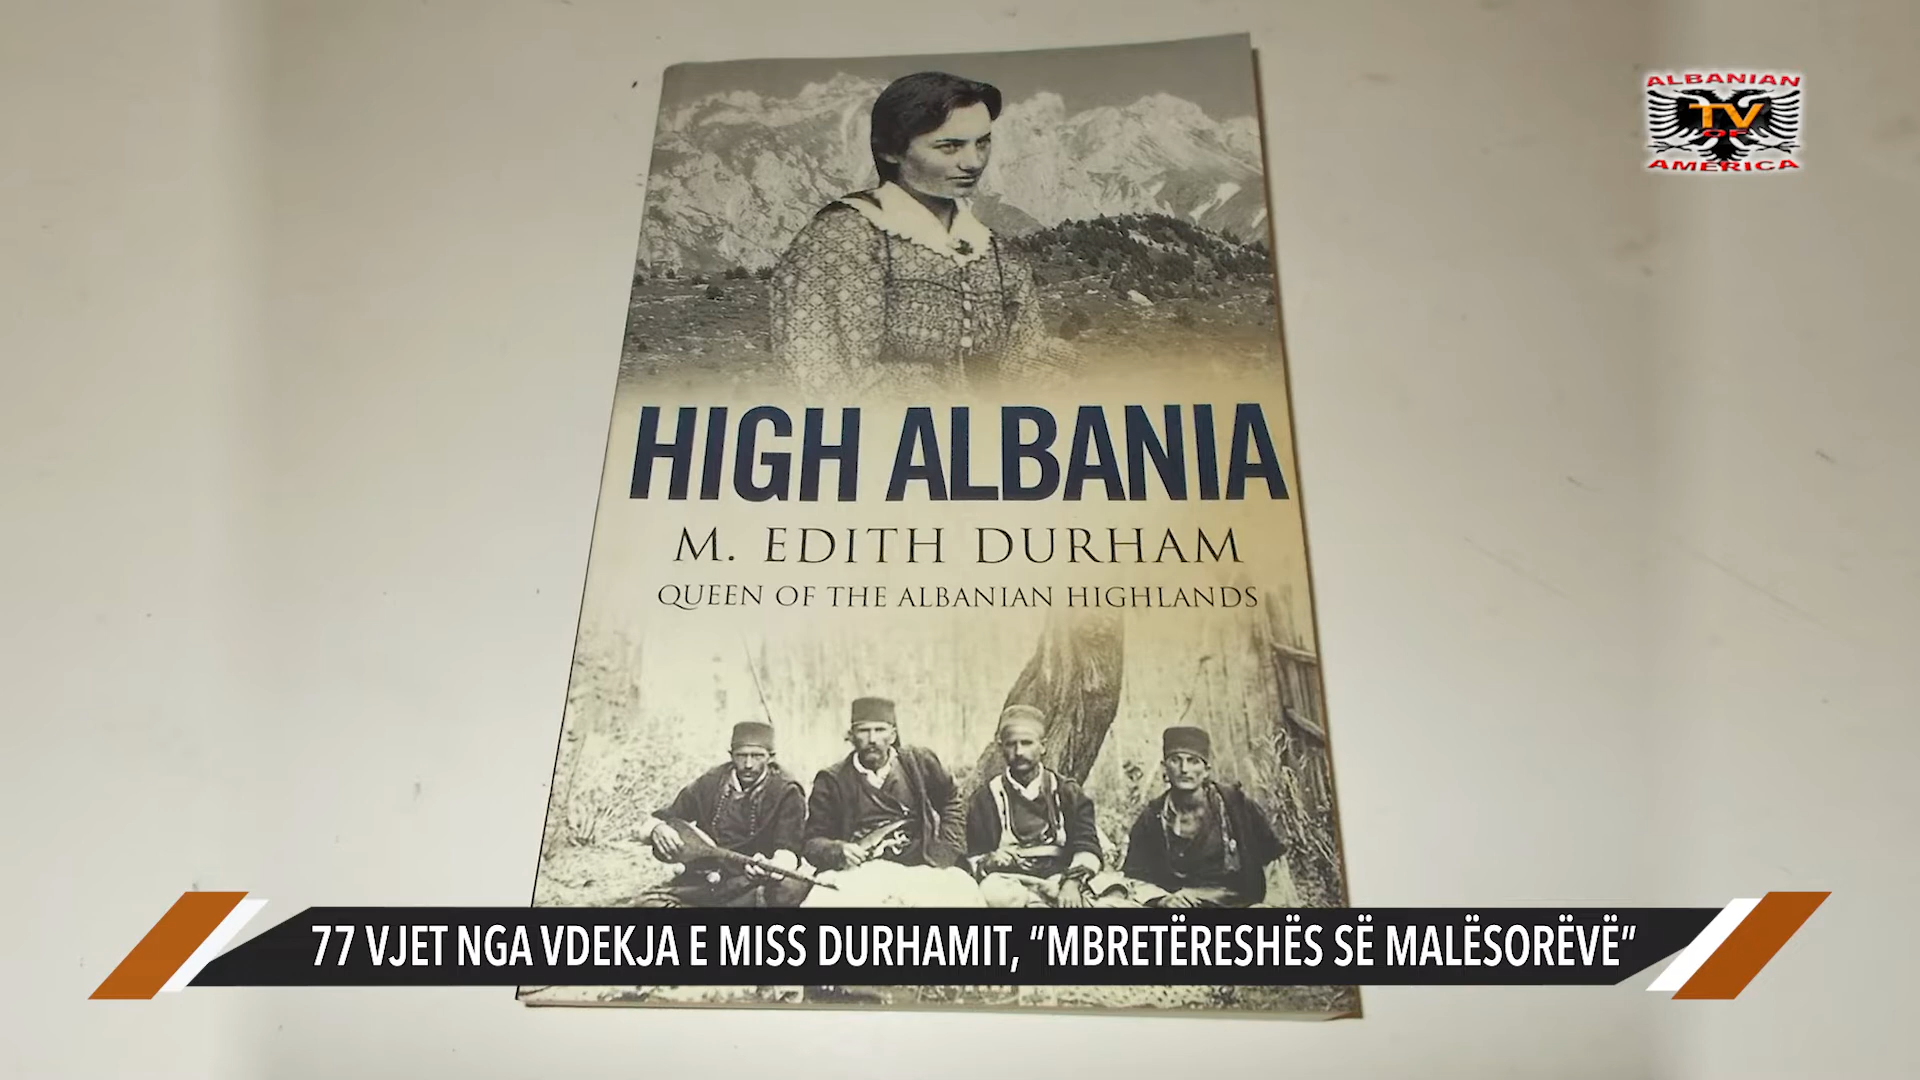 ALBANIAN
TV
OF
AMERICA
HIGH ALBANIA
M. EDITH DURHAM
QUEEN OF THE ALBANIAN HIGHLANDS
77 VJET NGA VDEKJA E MISS DURHAMIT, “MBRETËRESHËS SË MALËSORËVË”